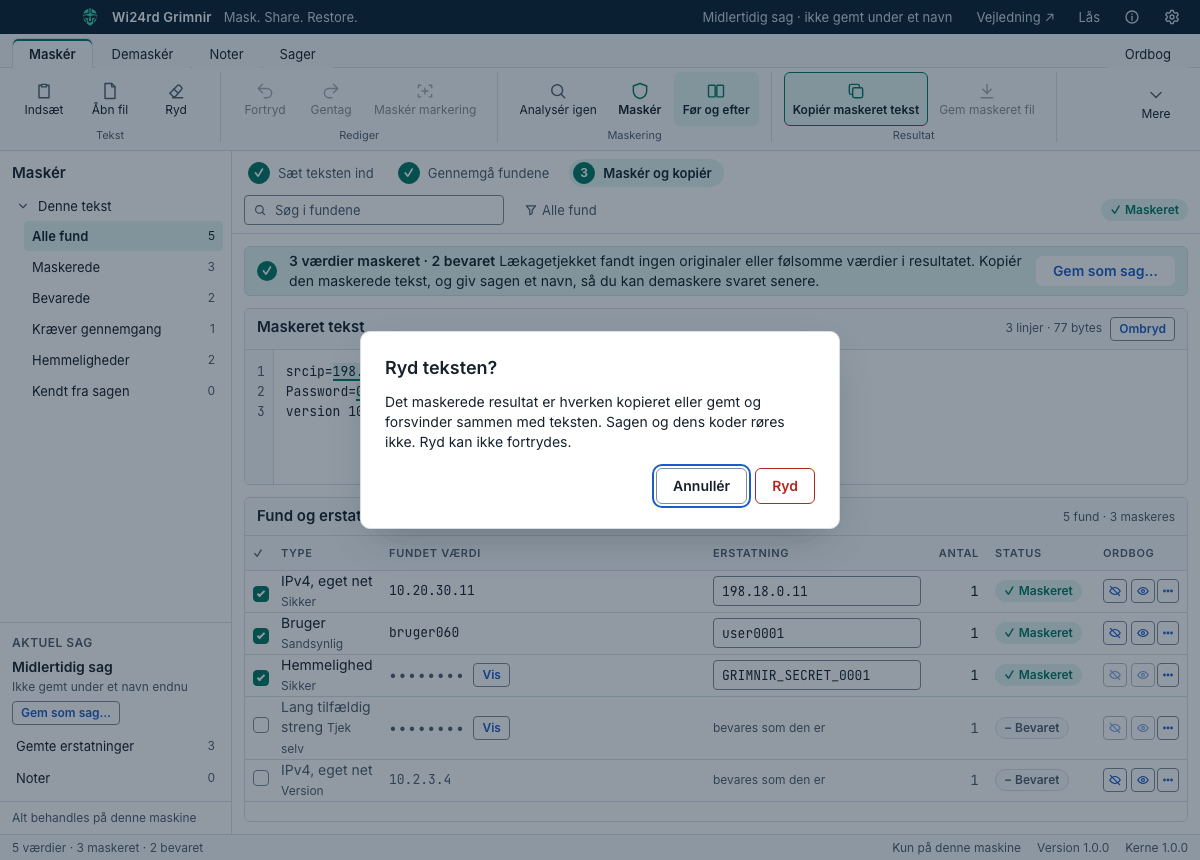 Wi24rd Grimnir Mask. Share. Restore.
Midlertidig sag · ikke gemt under et navn Vejledning ↗ Lås
Maskér Demaskér Noter Sager Ordbog
Indsæt Åbn fil Ryd Fortryd Gentag Maskér markering Analysér igen Maskér Før og efter Kopiér maskeret tekst Gem maskeret fil Mere
Tekst Rediger Maskering Resultat
Maskér
Denne tekst
Alle fund 5
Maskerede 3
Bevarede 2
Kræver gennemgang 1
Hemmeligheder 2
Kendt fra sagen 0
AKTUEL SAG
Midlertidig sag
Ikke gemt under et navn endnu
Gem som sag…
Gemte erstatninger 3
Noter 0
Alt behandles på denne maskine
Sæt teksten ind Gennemgå fundene 3 Maskér og kopiér
Søg i fundene Alle fund ✓ Maskeret
3 værdier maskeret · 2 bevaret Lækagetjekket fandt ingen originaler eller følsomme værdier i resultatet. Kopiér
den maskerede tekst, og giv sagen et navn, så du kan demaskere svaret senere.
Gem som sag…
Maskeret tekst 3 linjer · 77 bytes Ombryd
1 srcip=198.
2 Password=
3 version 10
Ryd teksten?
Det maskerede resultat er hverken kopieret eller gemt og
forsvinder sammen med teksten. Sagen og dens koder røres
ikke. Ryd kan ikke fortrydes.
Annullér Ryd
Fund og erstat 5 fund · 3 maskeres
✓ TYPE FUNDET VÆRDI ERSTATNING ANTAL STATUS ORDBOG
IPv4, eget net
Sikker
10.20.30.11 198.18.0.11 1 ✓ Maskeret
Bruger
Sandsynlig
bruger060 user0001 1 ✓ Maskeret
Hemmelighed
Sikker
•••••••• Vis GRIMNIR_SECRET_0001 1 ✓ Maskeret
Lang tilfældig
streng Tjek
selv
•••••••• Vis bevares som den er 1 – Bevaret
IPv4, eget net
Version
10.2.3.4 bevares som den er 1 – Bevaret
5 værdier · 3 maskeret · 2 bevaret Kun på denne maskine Version 1.0.0 Kerne 1.0.0